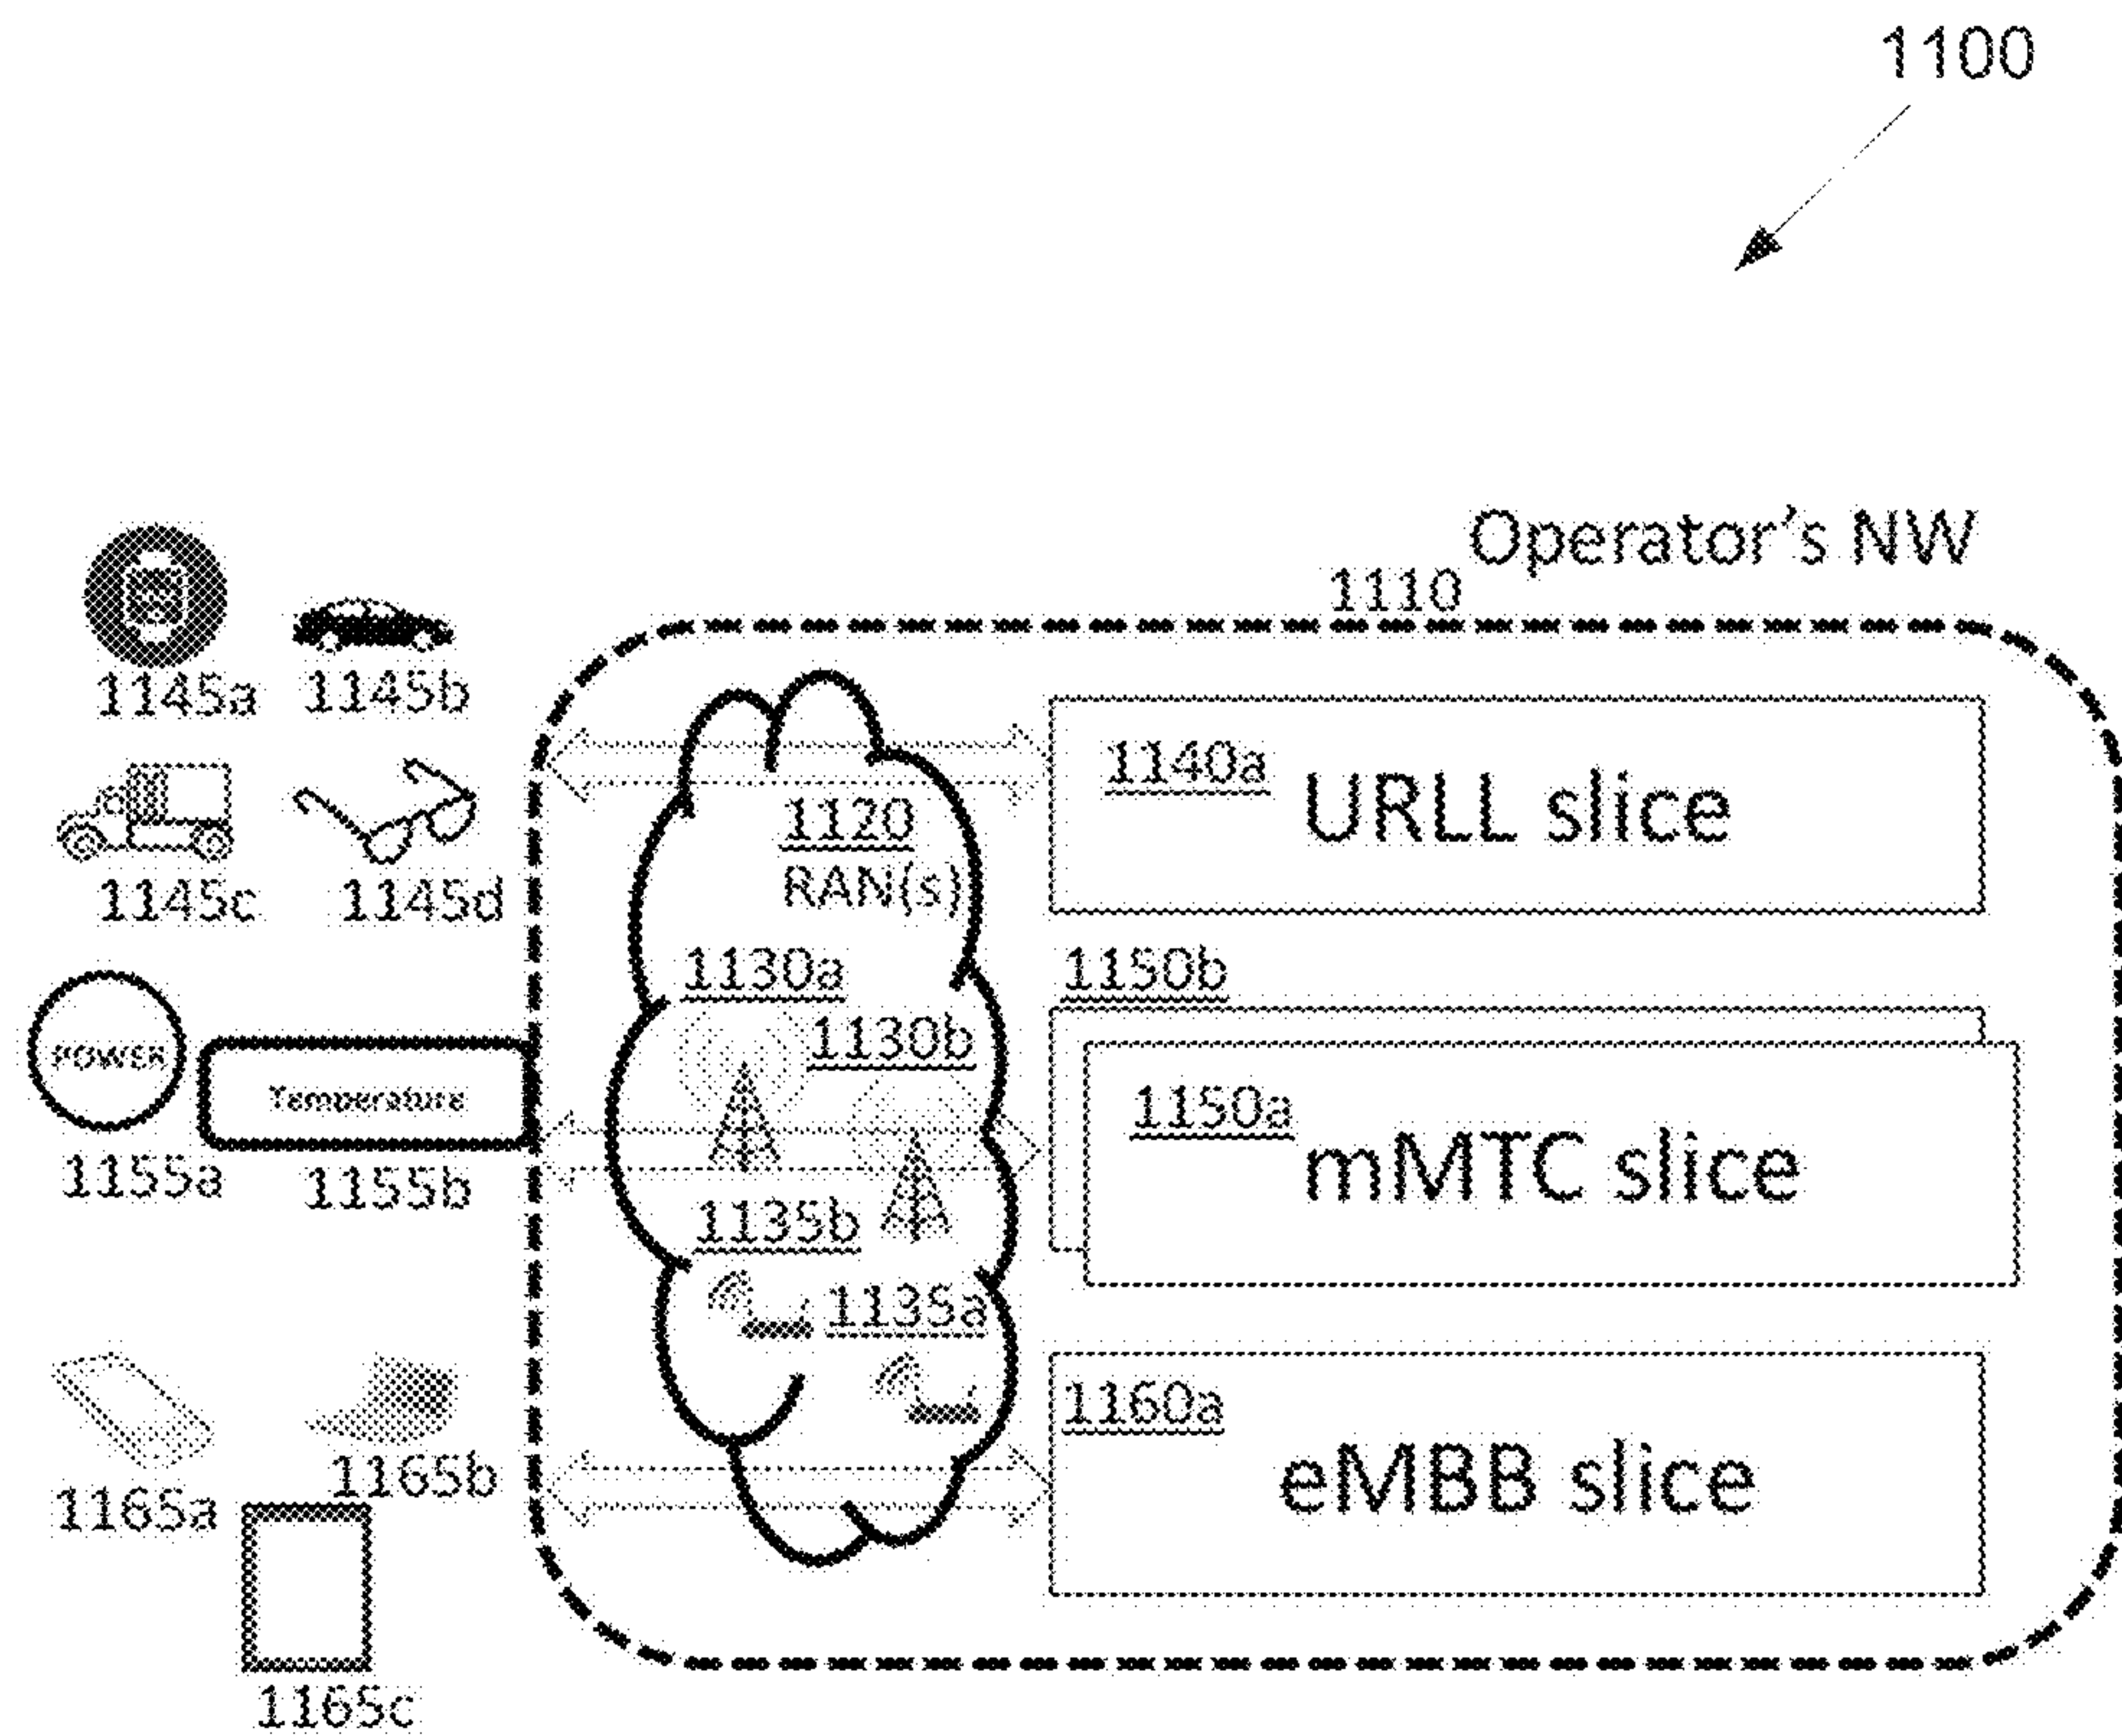 1100
Operator's NW
1110
1145a
1145b
1140a
URLL slice
1120
RAN(s)
1145c
1145d
1130a
1150b
1130b
POWER
Temperature
1150a
mMTC slice
1155a
1155b
1135b
1135a
1160a
eMBB slice
1165b
1165a
1165c